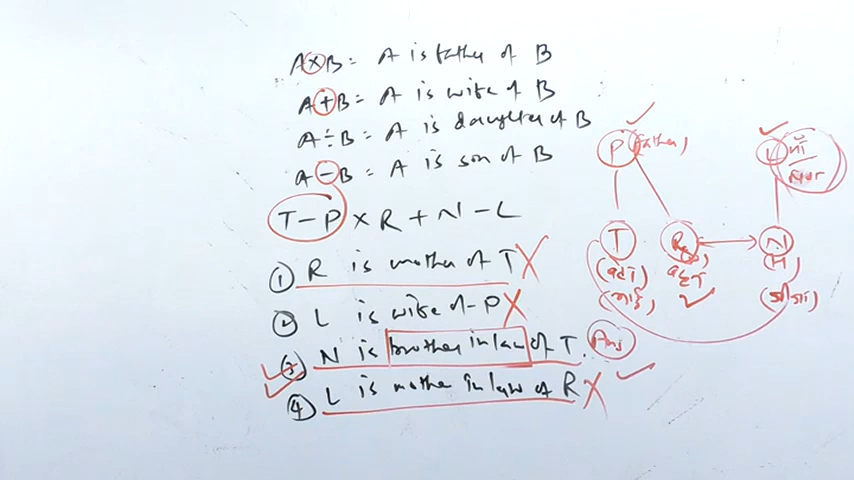 A×B = A is father of B
A+B = A is wife of B
A÷B = A is daughter of B
A−B = A is son of B
T−P × R + N − L
① R is mother of T X
② L is wife of P X
③ N is brother in law of T. Ans
④ L is mother in law of R X
P (father)
L मां
T R N
M
(भाई) (जीजा)